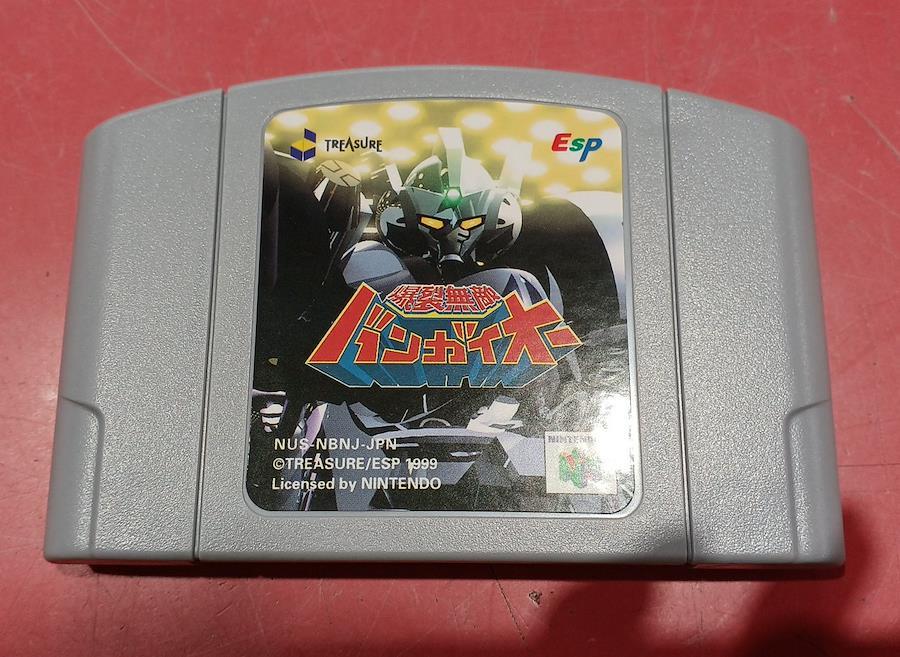 TREASURE
ESP
爆裂無敵
バンガイオー
NUS-NBNJ-JPN
©TREASURE/ESP 1999
Licensed by NINTENDO
NINTENDO